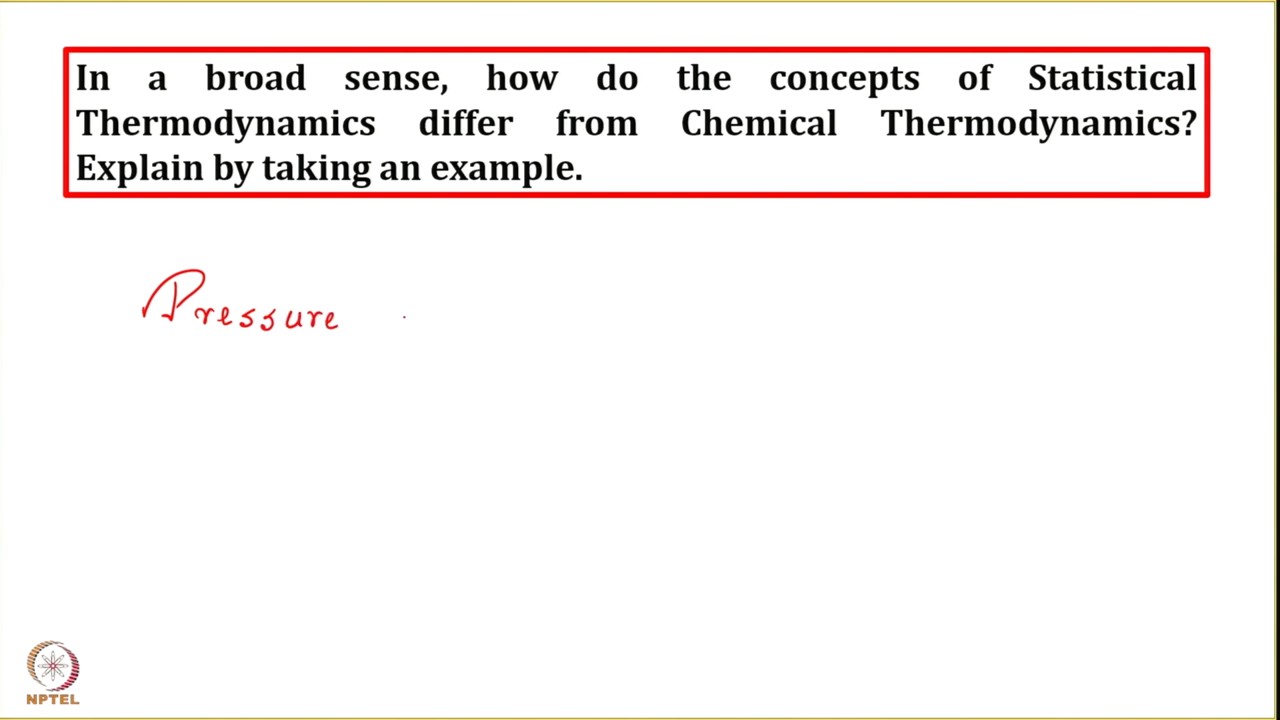 In a broad sense, how do the concepts of Statistical
Thermodynamics differ from Chemical Thermodynamics?
Explain by taking an example.
Pressure
NPTEL